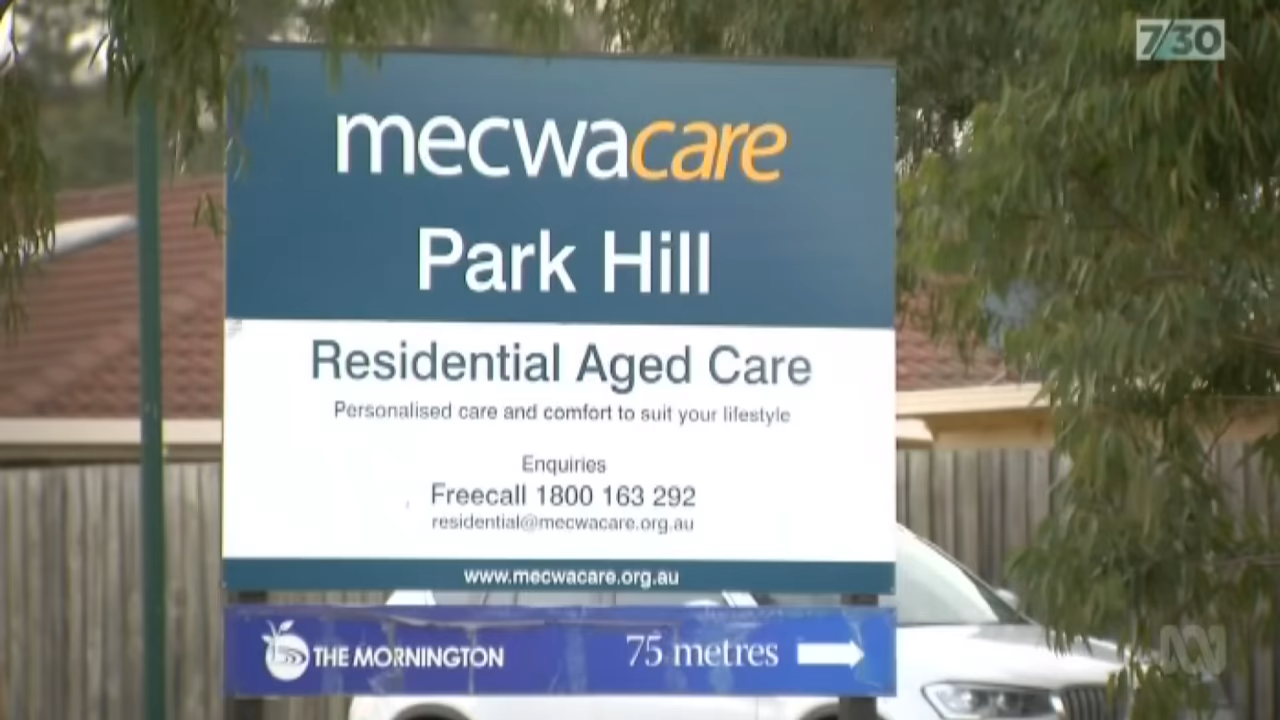 7/30
mecwacare
Park Hill
Residential Aged Care
Personalised care and comfort to suit your lifestyle
Enquiries
Freecall 1800 163 292
residential@mecwacare.org.au
www.mecwacare.org.au
THE MORNINGTON
75 metres